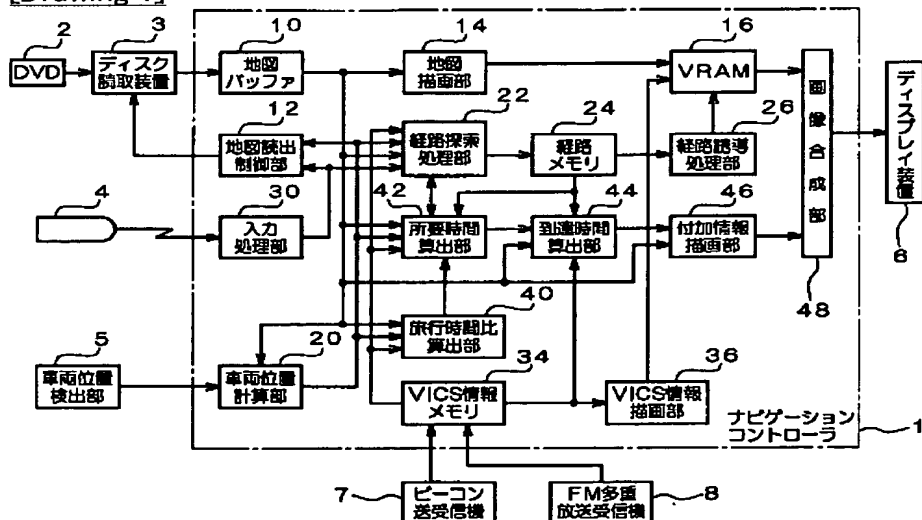 [Drawing 1]
2
DVD
3
ディスク
読取装置
10
地図
バッファ
14
地図
描画部
16
VRAM
画像合成部
48
ディスプレイ装置
6
12
地図読出
制御部
22
経路探索
処理部
24
経路
メモリ
26
経路誘導
処理部
4
30
入力
処理部
42
所要時間
算出部
44
到達時間
算出部
46
付加情報
描画部
40
旅行時間比
算出部
5
車両位置
検出部
20
車両位置
計算部
34
VICS情報
メモリ
36
VICS情報
描画部
ナビゲーション
コントローラ
1
7
ビーコン
送受信機
FM多重
放送受信機
8